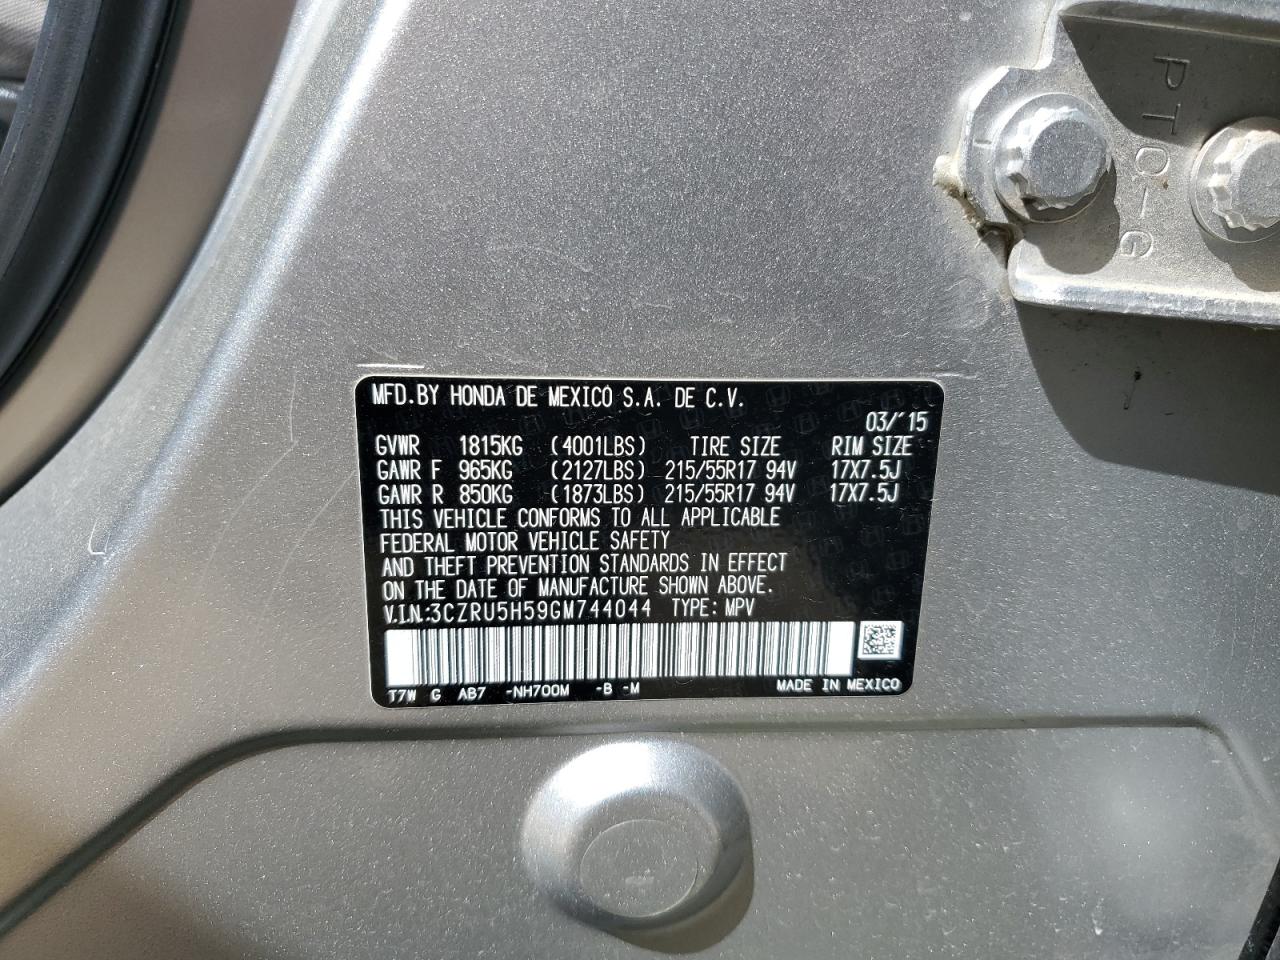 PTO-G
MFD.BY HONDA DE MEXICO S.A. DE C.V.
03/'15
GVWR 1815KG (4001LBS) TIRE SIZE RIM SIZE
GAWR F 965KG (2127LBS) 215/55R17 94V 17X7.5J
GAWR R 850KG (1873LBS) 215/55R17 94V 17X7.5J
THIS VEHICLE CONFORMS TO ALL APPLICABLE
FEDERAL MOTOR VEHICLE SAFETY
AND THEFT PREVENTION STANDARDS IN EFFECT
ON THE DATE OF MANUFACTURE SHOWN ABOVE.
V.I.N.:3CZRU5H59GM744044 TYPE: MPV
T7W G AB7 -NH700M -B -M MADE IN MEXICO